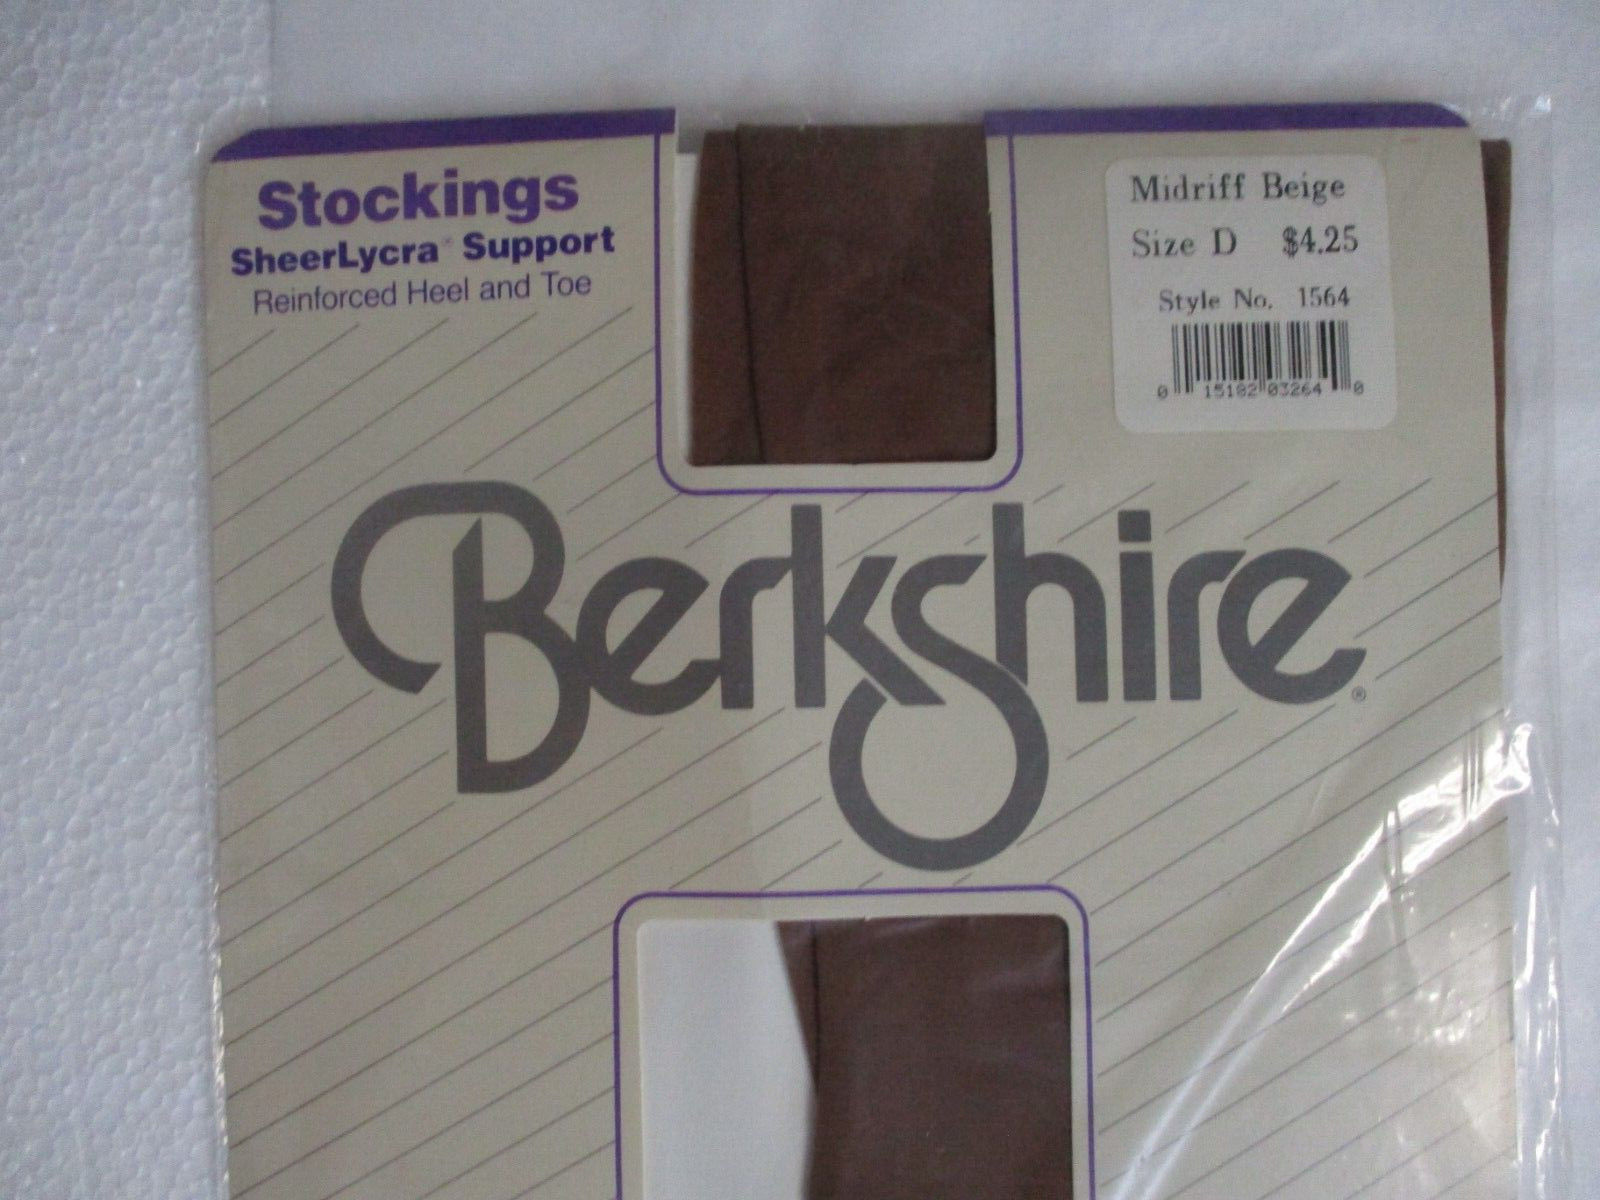 Stockings
SheerLycra® Support
Reinforced Heel and Toe
Midriff Beige
Size D $4.25
Style No. 1564
0 15182 03264 0
Berkshire®